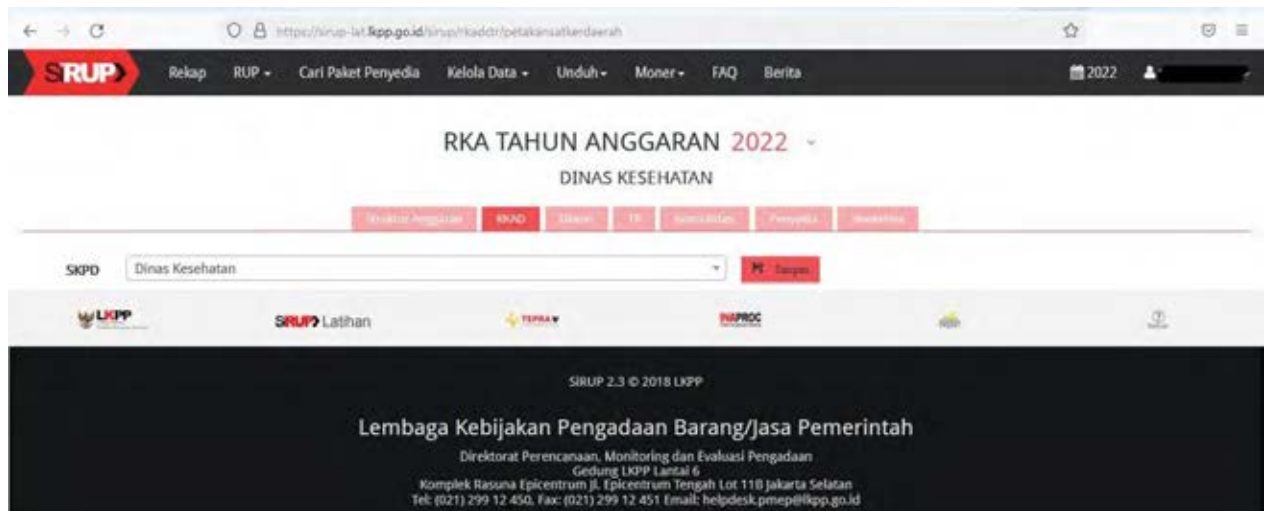 https://sirup-lat.lkpp.go.id/sirup/rkaddtr/petakansatkerdaerah
SiRUP Rekap RUP Cari Paket Penyedia Kelola Data Unduh Moner FAQ Berita 2022
RKA TAHUN ANGGARAN 2022
DINAS KESEHATAN
Struktur Anggaran RKAD
SKPD Dinas Kesehatan
LKPP SiRUP Latihan TEPRA INAPROC
SiRUP 2.3 © 2018 LKPP
Lembaga Kebijakan Pengadaan Barang/Jasa Pemerintah
Direktorat Perencanaan, Monitoring dan Evaluasi Pengadaan
Gedung LKPP Lantai 6
Komplek Rasuna Epicentrum Jl. Epicentrum Tengah Lot 11B Jakarta Selatan
Tel: (021) 299 12 450, Fax: (021) 299 12 451 Email: helpdesk.pmep@lkpp.go.id